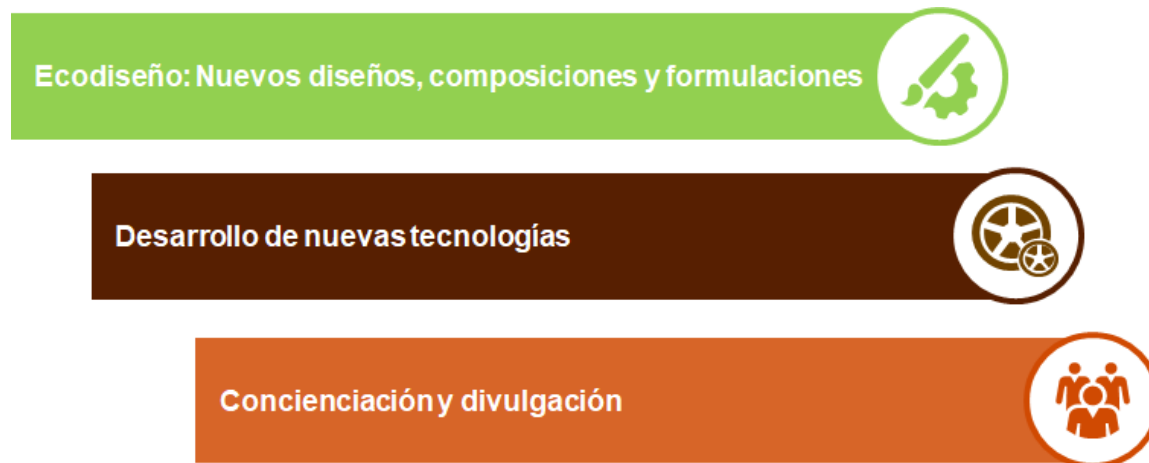 Ecodiseño: Nuevos diseños, composiciones y formulaciones
Desarrollo de nuevas tecnologías
Concienciación y divulgación